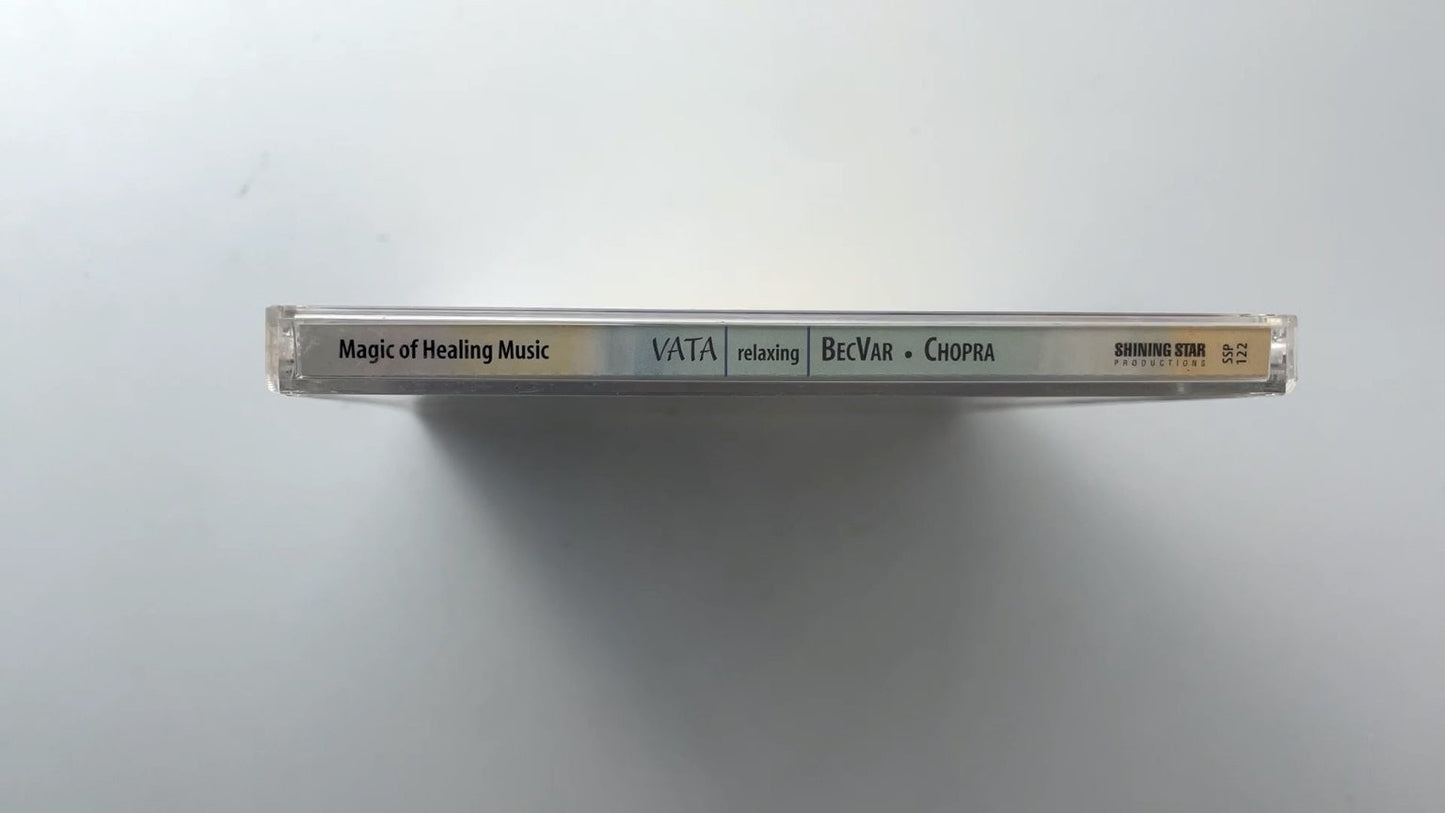 Magic of Healing Music VATA relaxing BECVAR • CHOPRA
SHINING STAR
PRODUCTIONS
SSP
122